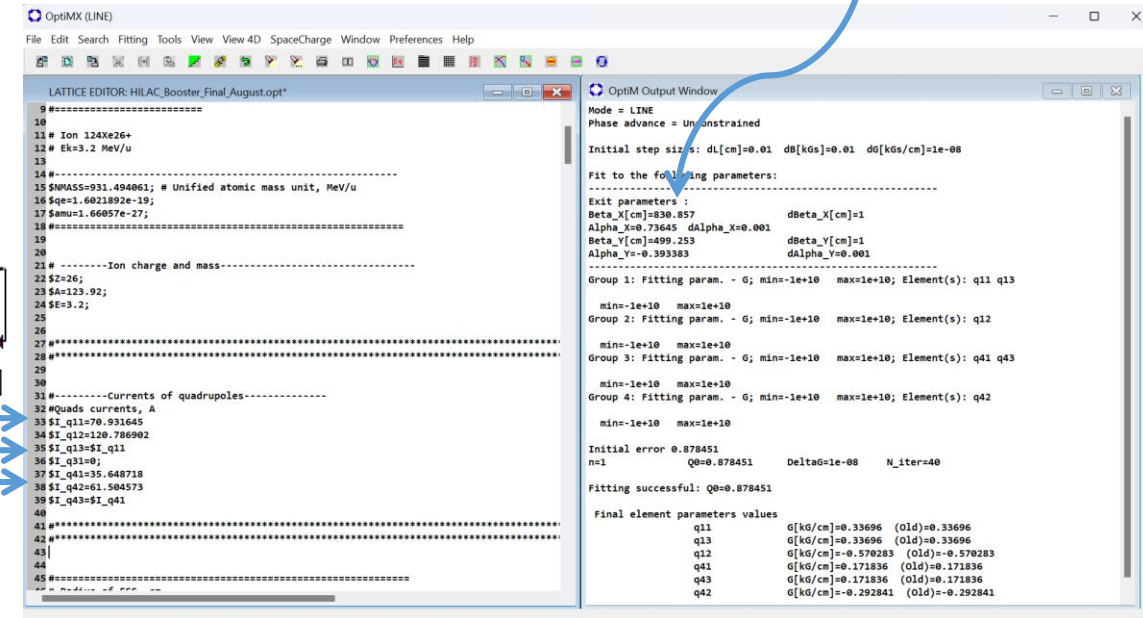 OptiMX (LINE)
File Edit Search Fitting Tools View View 4D SpaceCharge Window Preferences Help
LATTICE EDITOR: HILAC_Booster_Final_August.opt*
9 #=========================
10
11 # Ion 124Xe26+
12 # Ek=3.2 MeV/u
13
14 #---------------------------------------------------------
15 $NMASS=931.494061; # Unified atomic mass unit, MeV/u
16 $qe=1.6021892e-19;
17 $amu=1.66057e-27;
18 #==========================================================
19
20
21 # --------Ion charge and mass--------------------------------
22 $Z=26;
23 $A=123.92;
24 $E=3.2;
25
26
27 #************************************************************************************
28 #************************************************************************************
29
30
31 #---------Currents of quadrupoles--------------
32 #Quads currents, A
33 $I_q11=70.931645
34 $I_q12=120.786902
35 $I_q13=$I_q11
36 $I_q31=0;
37 $I_q41=35.648718
38 $I_q42=61.504573
39 $I_q43=$I_q41
40
41 #************************************************************************************
42 #************************************************************************************
43
44
45 #===========================================================
OptiM Output Window
Mode = LINE
Phase advance = Unconstrained
Initial step sizes: dL[cm]=0.01 dB[kGs]=0.01 dG[kGs/cm]=1e-08
Fit to the following parameters:
----------------------------------------------------------
Exit parameters :
Beta_X[cm]=830.857 dBeta_X[cm]=1
Alpha_X=0.73645 dAlpha_X=0.001
Beta_Y[cm]=499.253 dBeta_Y[cm]=1
Alpha_Y=-0.393383 dAlpha_Y=0.001
----------------------------------------------------------
Group 1: Fitting param. - G; min=-1e+10 max=1e+10; Element(s): q11 q13
min=-1e+10 max=1e+10
Group 2: Fitting param. - G; min=-1e+10 max=1e+10; Element(s): q12
min=-1e+10 max=1e+10
Group 3: Fitting param. - G; min=-1e+10 max=1e+10; Element(s): q41 q43
min=-1e+10 max=1e+10
Group 4: Fitting param. - G; min=-1e+10 max=1e+10; Element(s): q42
min=-1e+10 max=1e+10
Initial error 0.878451
n=1 Q0=0.878451 DeltaG=1e-08 N_iter=40
Fitting successful: Q0=0.878451
Final element parameters values
q11 G[kG/cm]=0.33696 (Old)=0.33696
q13 G[kG/cm]=0.33696 (Old)=0.33696
q12 G[kG/cm]=-0.570283 (Old)=-0.570283
q41 G[kG/cm]=0.171836 (Old)=0.171836
q43 G[kG/cm]=0.171836 (Old)=0.171836
q42 G[kG/cm]=-0.292841 (Old)=-0.292841